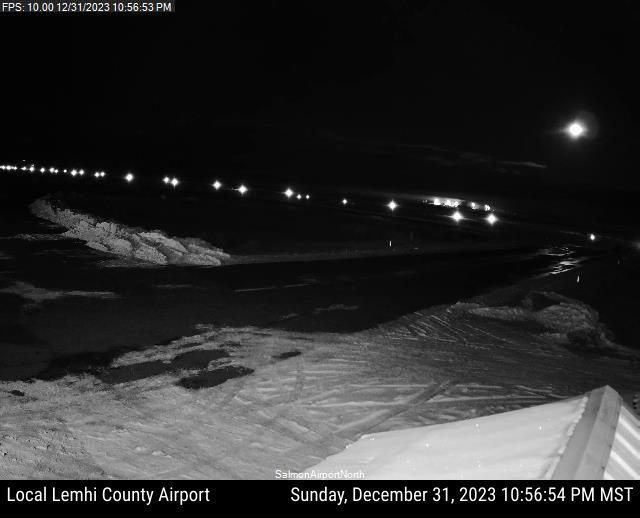 FPS: 10.00 12/31/2023 10:56:53 PM
SalmonAirportNorth
Local Lemhi County Airport Sunday, December 31, 2023 10:56:54 PM MST